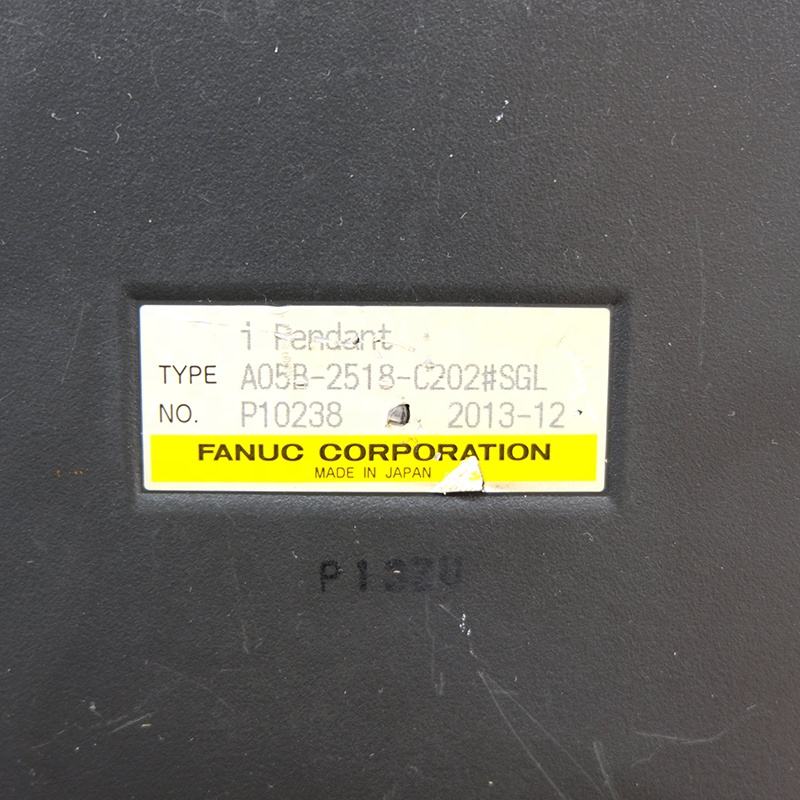 i Pendant
TYPE A05B-2518-C202#SGL
NO. P10238 2013-12
FANUC CORPORATION
MADE IN JAPAN